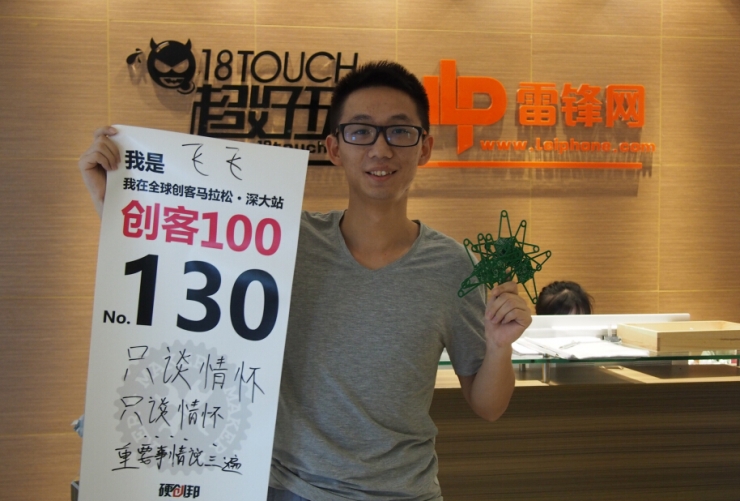 18TOUCH
超好玩
雷锋网
www.leiphone.com
我是 飞飞
我在全球创客马拉松·深大站
创客100
No.130
只谈情怀
只谈情怀
重要事情说三遍
硬创邦